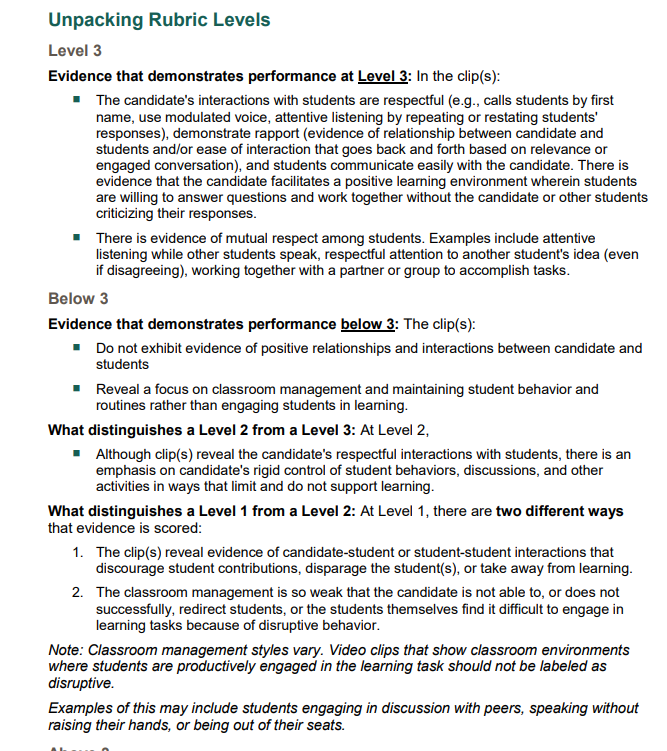 Unpacking Rubric Levels
Level 3
Evidence that demonstrates performance at Level 3: In the clip(s):
▪ The candidate's interactions with students are respectful (e.g., calls students by first
name, use modulated voice, attentive listening by repeating or restating students'
responses), demonstrate rapport (evidence of relationship between candidate and
students and/or ease of interaction that goes back and forth based on relevance or
engaged conversation), and students communicate easily with the candidate. There is
evidence that the candidate facilitates a positive learning environment wherein students
are willing to answer questions and work together without the candidate or other students
criticizing their responses.
▪ There is evidence of mutual respect among students. Examples include attentive
listening while other students speak, respectful attention to another student's idea (even
if disagreeing), working together with a partner or group to accomplish tasks.
Below 3
Evidence that demonstrates performance below 3: The clip(s):
▪ Do not exhibit evidence of positive relationships and interactions between candidate and
students
▪ Reveal a focus on classroom management and maintaining student behavior and
routines rather than engaging students in learning.
What distinguishes a Level 2 from a Level 3: At Level 2,
▪ Although clip(s) reveal the candidate's respectful interactions with students, there is an
emphasis on candidate's rigid control of student behaviors, discussions, and other
activities in ways that limit and do not support learning.
What distinguishes a Level 1 from a Level 2: At Level 1, there are two different ways
that evidence is scored:
1. The clip(s) reveal evidence of candidate-student or student-student interactions that
discourage student contributions, disparage the student(s), or take away from learning.
2. The classroom management is so weak that the candidate is not able to, or does not
successfully, redirect students, or the students themselves find it difficult to engage in
learning tasks because of disruptive behavior.
Note: Classroom management styles vary. Video clips that show classroom environments
where students are productively engaged in the learning task should not be labeled as
disruptive.
Examples of this may include students engaging in discussion with peers, speaking without
raising their hands, or being out of their seats.